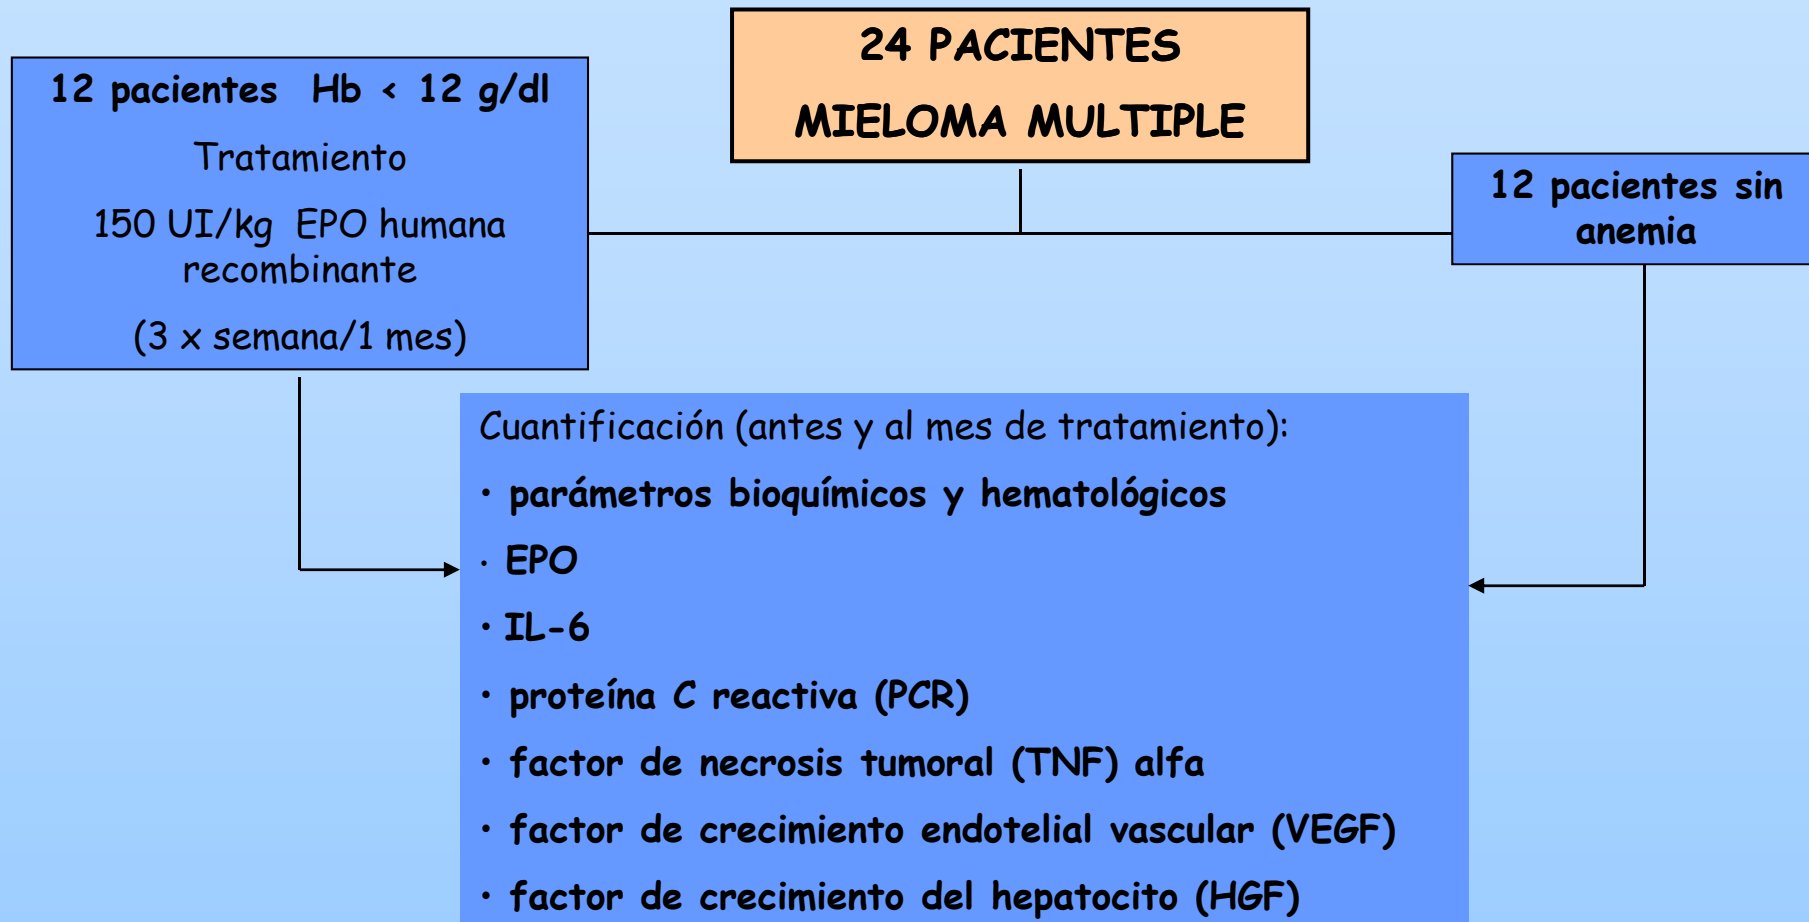 24 PACIENTES
MIELOMA MULTIPLE
12 pacientes Hb < 12 g/dl
Tratamiento
150 UI/kg EPO humana
recombinante
(3 x semana/1 mes)
12 pacientes sin
anemia
Cuantificación (antes y al mes de tratamiento):
• parámetros bioquímicos y hematológicos
• EPO
• IL-6
• proteína C reactiva (PCR)
• factor de necrosis tumoral (TNF) alfa
• factor de crecimiento endotelial vascular (VEGF)
• factor de crecimiento del hepatocito (HGF)